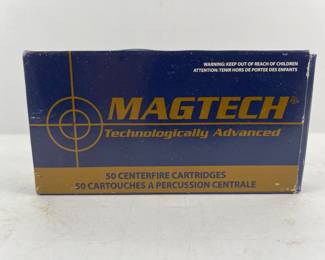 WARNING: KEEP OUT OF REACH OF CHILDREN
ATTENTION: TENIR HORS DE PORTEE DES ENFANTS
MAGTECH®
Technologically Advanced
50 CENTERFIRE CARTRIDGES
50 CARTOUCHES A PERCUSSION CENTRALE